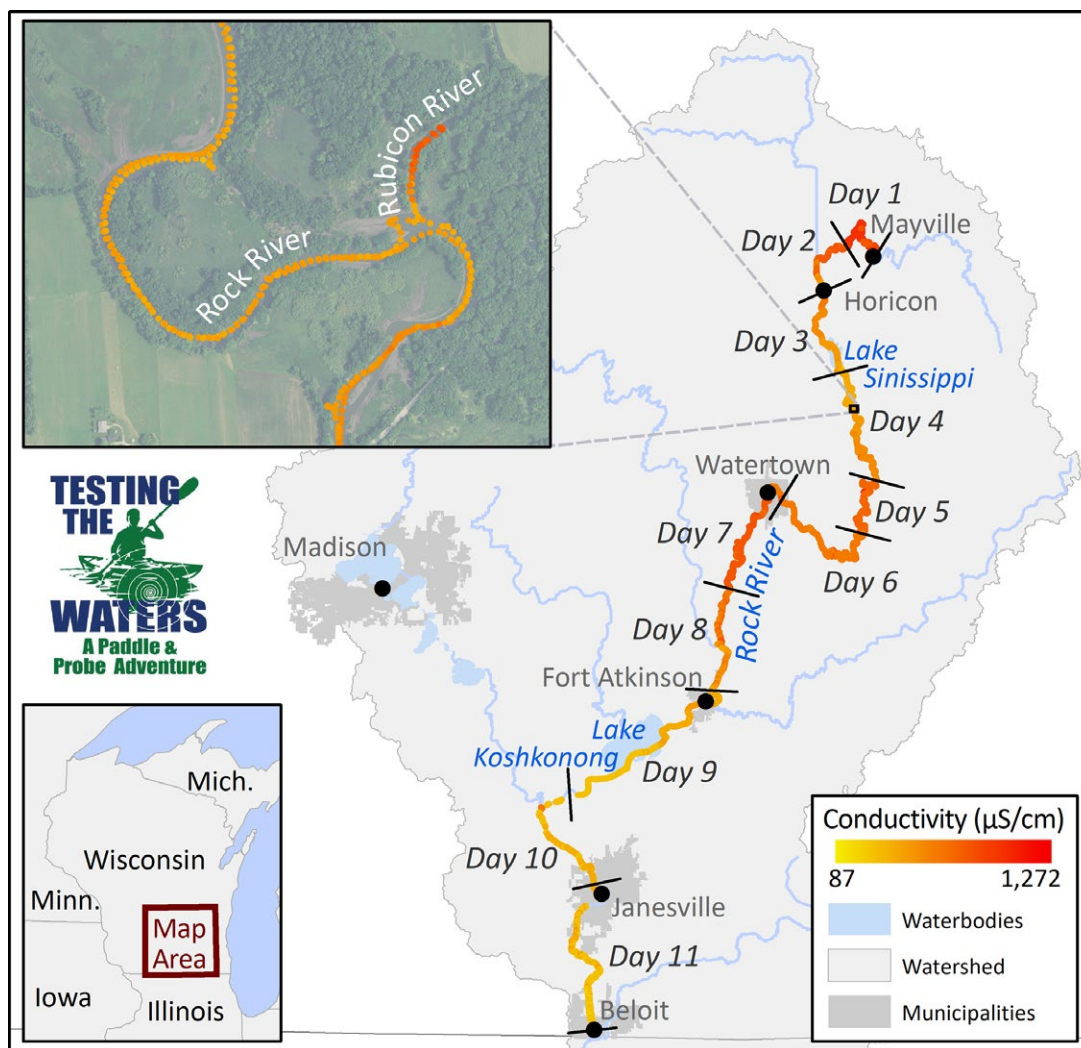 Rock River
Rubicon River
Day 1
Mayville
Day 2
Horicon
Day 3
Lake
Sinissippi
Day 4
Watertown
Day 5
Day 7
Day 6
Rock River
Day 8
Fort Atkinson
Madison
Lake
Koshkonong
Day 9
Day 10
Janesville
Day 11
Beloit
TESTING
THE
WATERS
A Paddle &
Probe Adventure
Mich.
Wisconsin
Minn.
Map
Area
Iowa
Illinois
Conductivity (µS/cm)
87 1,272
Waterbodies
Watershed
Municipalities